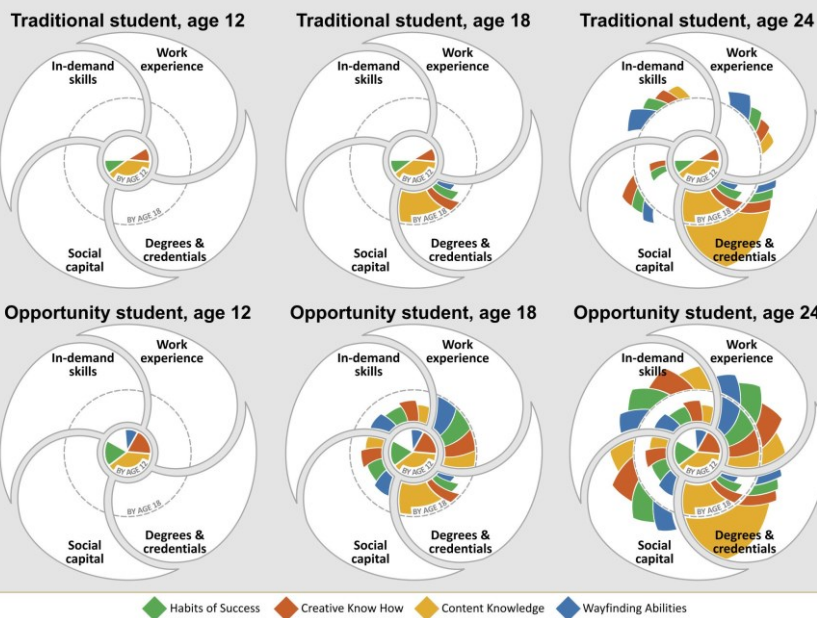 Traditional student, age 12
In-demand
skills
Work
experience
BY AGE 12
BY AGE 18
Social
capital
Degrees &
credentials
Traditional student, age 18
In-demand
skills
Work
experience
BY AGE 12
BY AGE 18
Social
capital
Degrees &
credentials
Traditional student, age 24
In-demand
skills
Work
experience
BY AGE 12
BY AGE 18
Social
capital
Degrees &
credentials
Opportunity student, age 12
In-demand
skills
Work
experience
BY AGE 12
BY AGE 18
Social
capital
Degrees &
credentials
Opportunity student, age 18
In-demand
skills
Work
experience
BY AGE 12
BY AGE 18
Social
capital
Degrees &
credentials
Opportunity student, age 24
In-demand
skills
Work
experience
BY AGE 12
BY AGE 18
Social
capital
Degrees &
credentials
Habits of Success
Creative Know How
Content Knowledge
Wayfinding Abilities